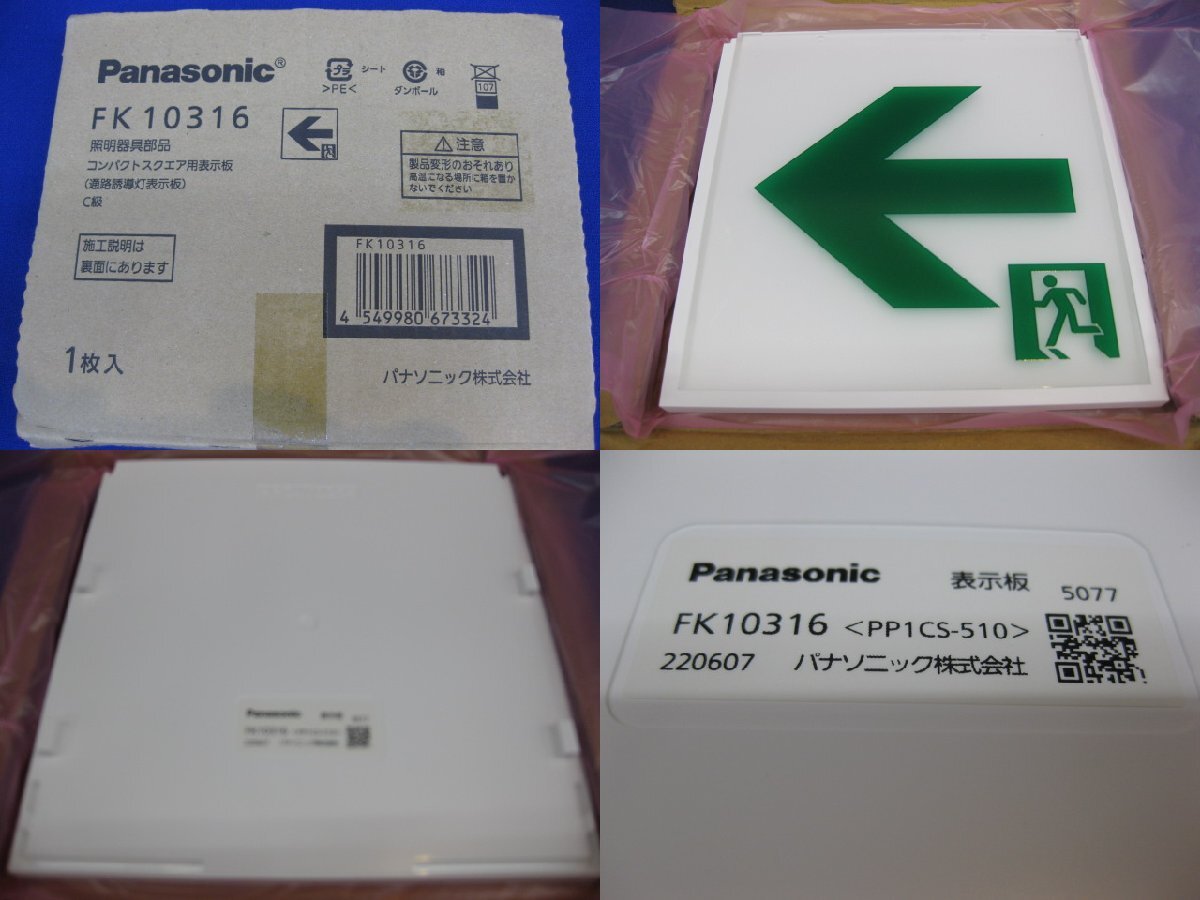 Panasonic®
プラ シート
>PE<
箱
ダンボール
107
FK10316
照明器具部品
コンパクトスクエア用表示板
(通路誘導灯表示板)
C級
⚠注意
製品変形のおそれあり
高温になる場所に箱を置か
ないでください
施工説明は
裏面にあります
FK10316
4 549980 673324
1枚入
パナソニック株式会社
Panasonic
FK10316
Panasonic 表示板 5077
FK10316 <PP1CS-510>
220607 パナソニック株式会社